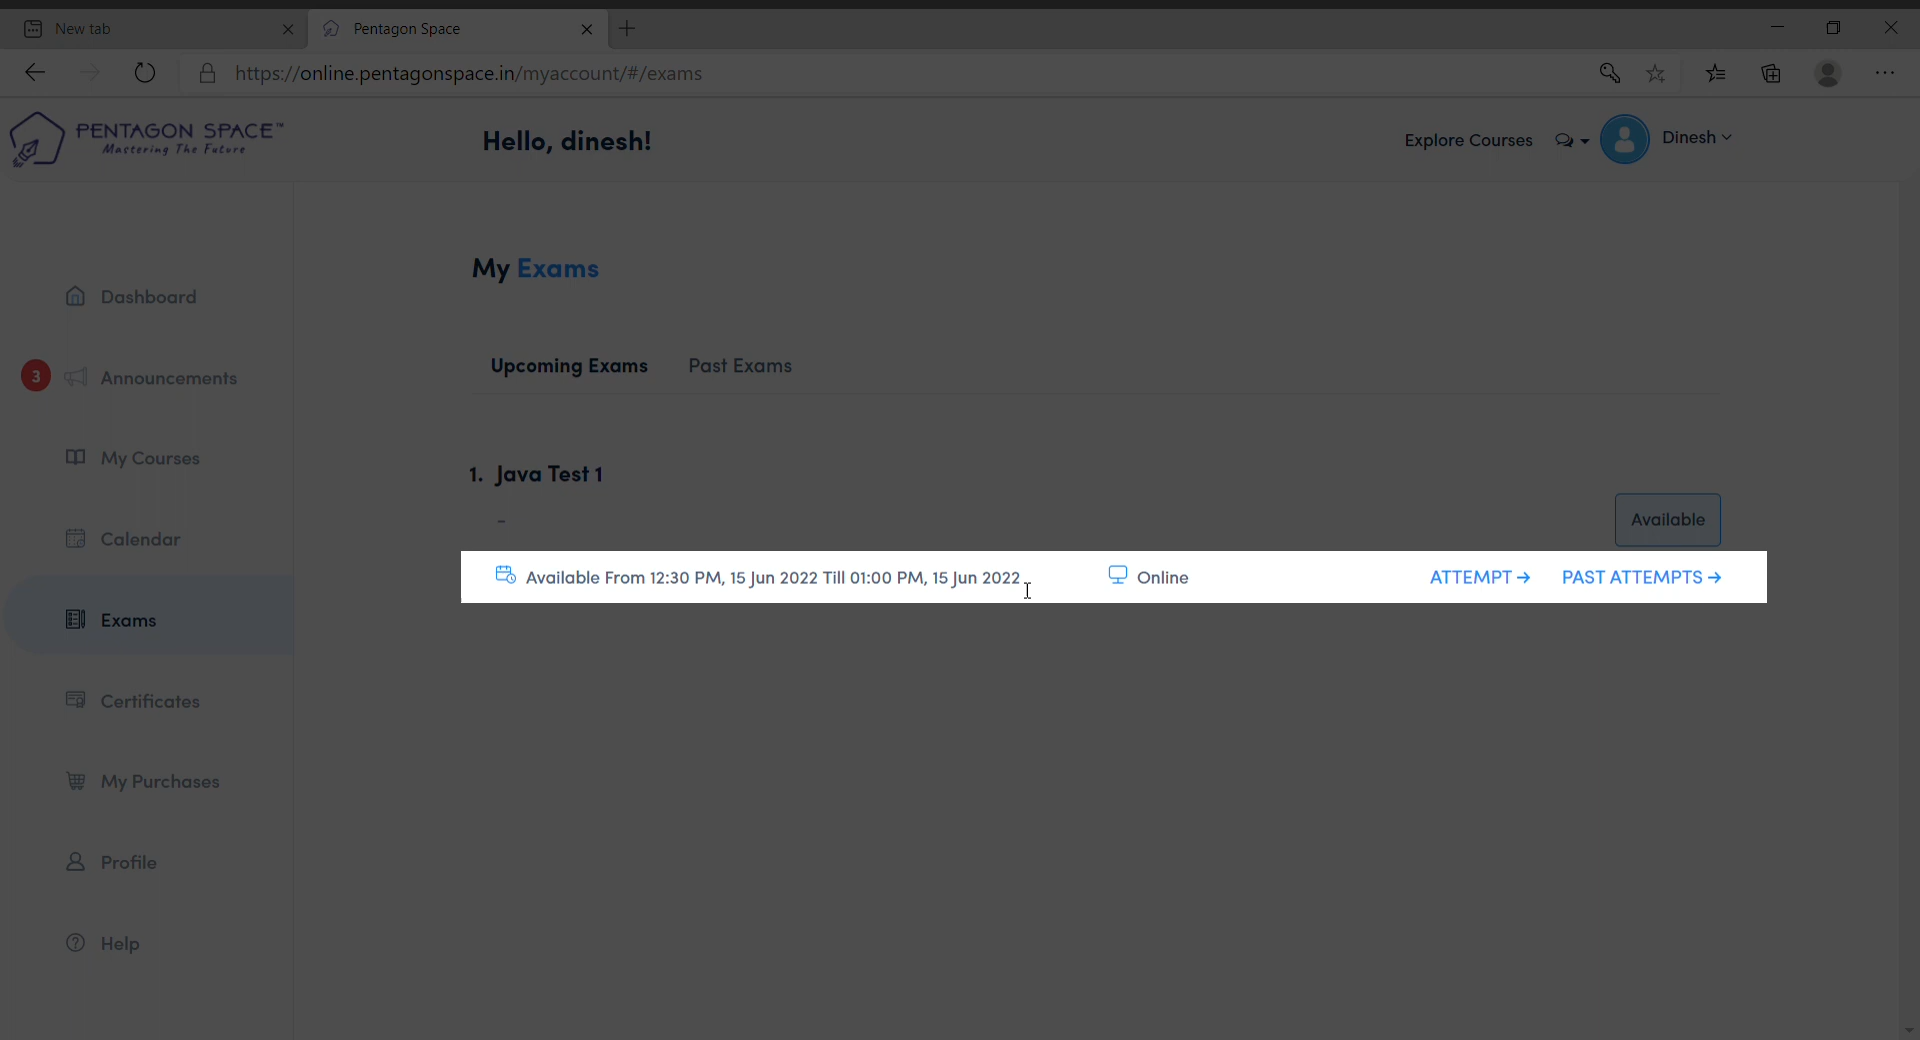 New tab
Pentagon Space
https://online.pentagonspace.in/myaccount/#/exams
PENTAGON SPACE™
Mastering The Future
Hello, dinesh!
Explore Courses
Dinesh
My Exams
Dashboard
Upcoming Exams Past Exams
3 Announcements
My Courses
1. Java Test 1
-
Available
Calendar
Available From 12:30 PM, 15 Jun 2022 Till 01:00 PM, 15 Jun 2022 Online ATTEMPT → PAST ATTEMPTS →
Exams
Certificates
My Purchases
Profile
Help